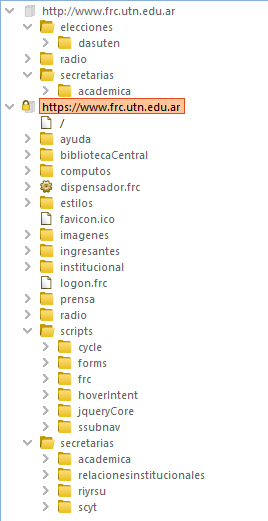 http://www.frc.utn.edu.ar
elecciones
dasuten
radio
secretarias
academica
https://www.frc.utn.edu.ar
/
ayuda
bibliotecaCentral
computos
dispensador.frc
estilos
favicon.ico
imagenes
ingresantes
institucional
logon.frc
prensa
radio
scripts
cycle
forms
frc
hoverIntent
jqueryCore
ssubnav
secretarias
academica
relacionesinstitucionales
riyrsu
scyt